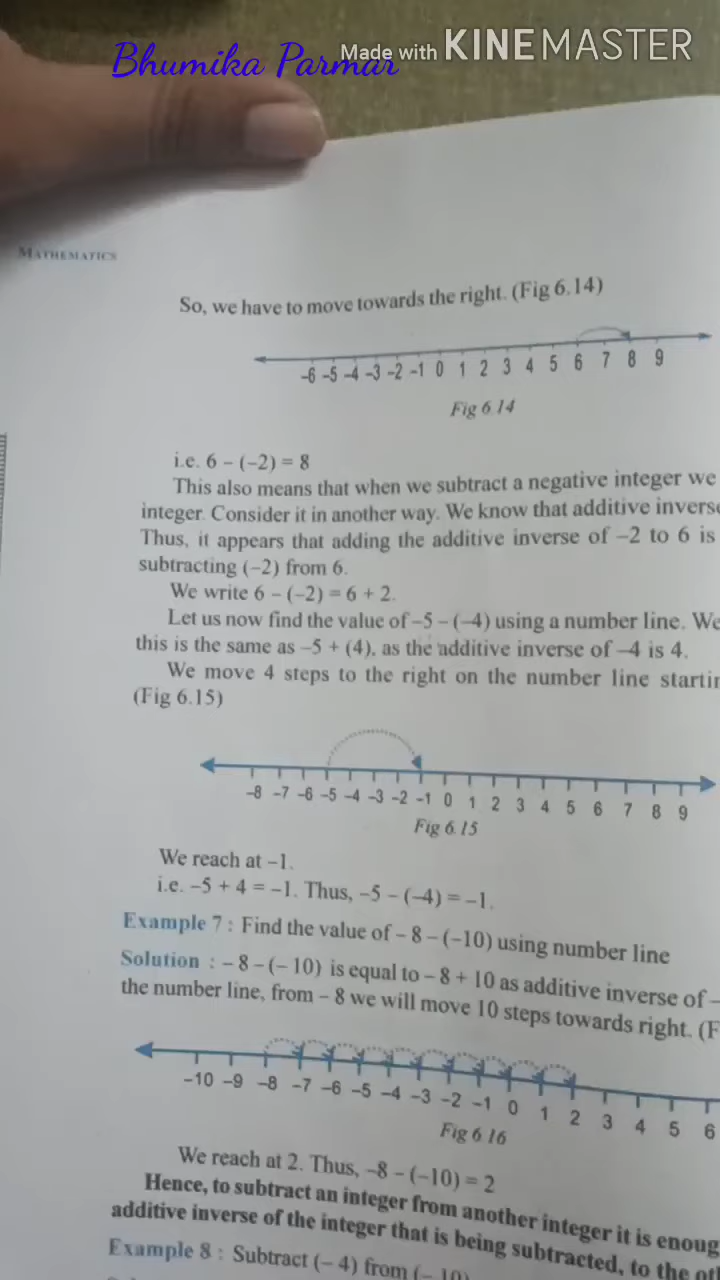 Bhumika Parmar
Made with KINEMASTER
MATHEMATICS
So, we have to move towards the right. (Fig 6.14)
-6 -5 -4 -3 -2 -1 0 1 2 3 4 5 6 7 8 9
Fig 6.14
i.e. 6 – (–2) = 8
This also means that when we subtract a negative integer we
integer. Consider it in another way. We know that additive
Thus, it appears that adding the additive inverse of –2 to 6 is
subtracting (–2) from 6.
We write 6 – (–2) = 6 + 2.
Let us now find the value of –5 – (–4) using a number line. We
this is the same as –5 + (4), as the additive inverse of –4 is 4.
We move 4 steps to the right on the number line
(Fig 6.15)
-8 -7 -6 -5 -4 -3 -2 -1 0 1 2 3 4 5 6 7 8 9
Fig 6.15
We reach at –1.
i.e. –5 + 4 = –1. Thus, –5 – (–4) = –1.
Example 7 : Find the value of – 8 – (–10) using number line
Solution : – 8 – (– 10) is equal to – 8 + 10 as additive inverse of –
the number line, from – 8 we will move 10 steps towards right. (F
-10 -9 -8 -7 -6 -5 -4 -3 -2 -1 0 1 2 3 4 5 6
Fig 6.16
We reach at 2. Thus, –8 – (–10) = 2
Hence, to subtract an integer from another integer it is
additive inverse of the integer that is being subtracted, to the
Example 8 : Subtract (– 4) from (– 10)